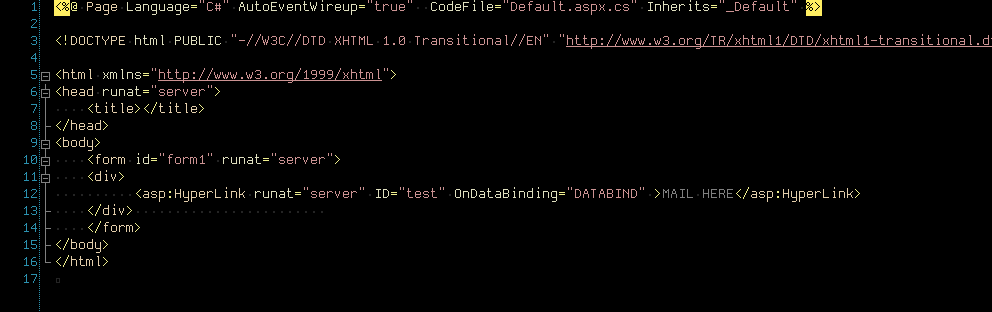 1 <%@ Page Language="C#" AutoEventWireup="true" CodeFile="Default.aspx.cs" Inherits="_Default" %>
2
3 <!DOCTYPE html PUBLIC "-//W3C//DTD XHTML 1.0 Transitional//EN" "http://www.w3.org/TR/xhtml1/DTD/xhtml1-transitional.d
4
5 <html xmlns="http://www.w3.org/1999/xhtml">
6 <head runat="server">
7     <title></title>
8 </head>
9 <body>
10     <form id="form1" runat="server">
11     <div>
12           <asp:HyperLink runat="server" ID="test" OnDataBinding="DATABIND" >MAIL HERE</asp:HyperLink>
13     </div>
14     </form>
15 </body>
16 </html>
17